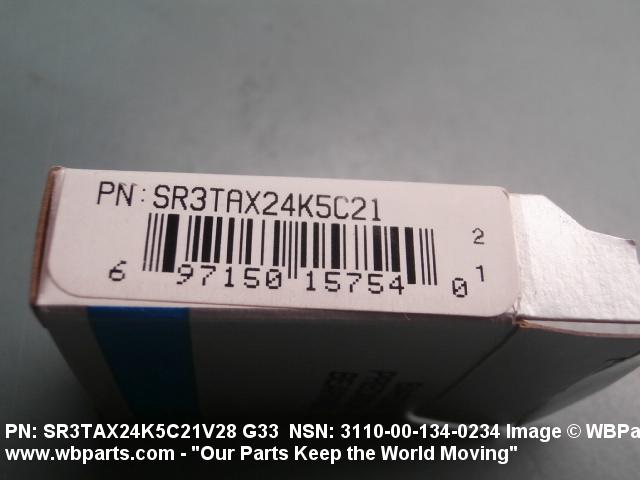 PN: SR3TAX24K5C21
2
6 97150 15754 0 1
PN: SR3TAX24K5C21V28 G33 NSN: 3110-00-134-0234 Image © WBPa
www.wbparts.com - "Our Parts Keep the World Moving"